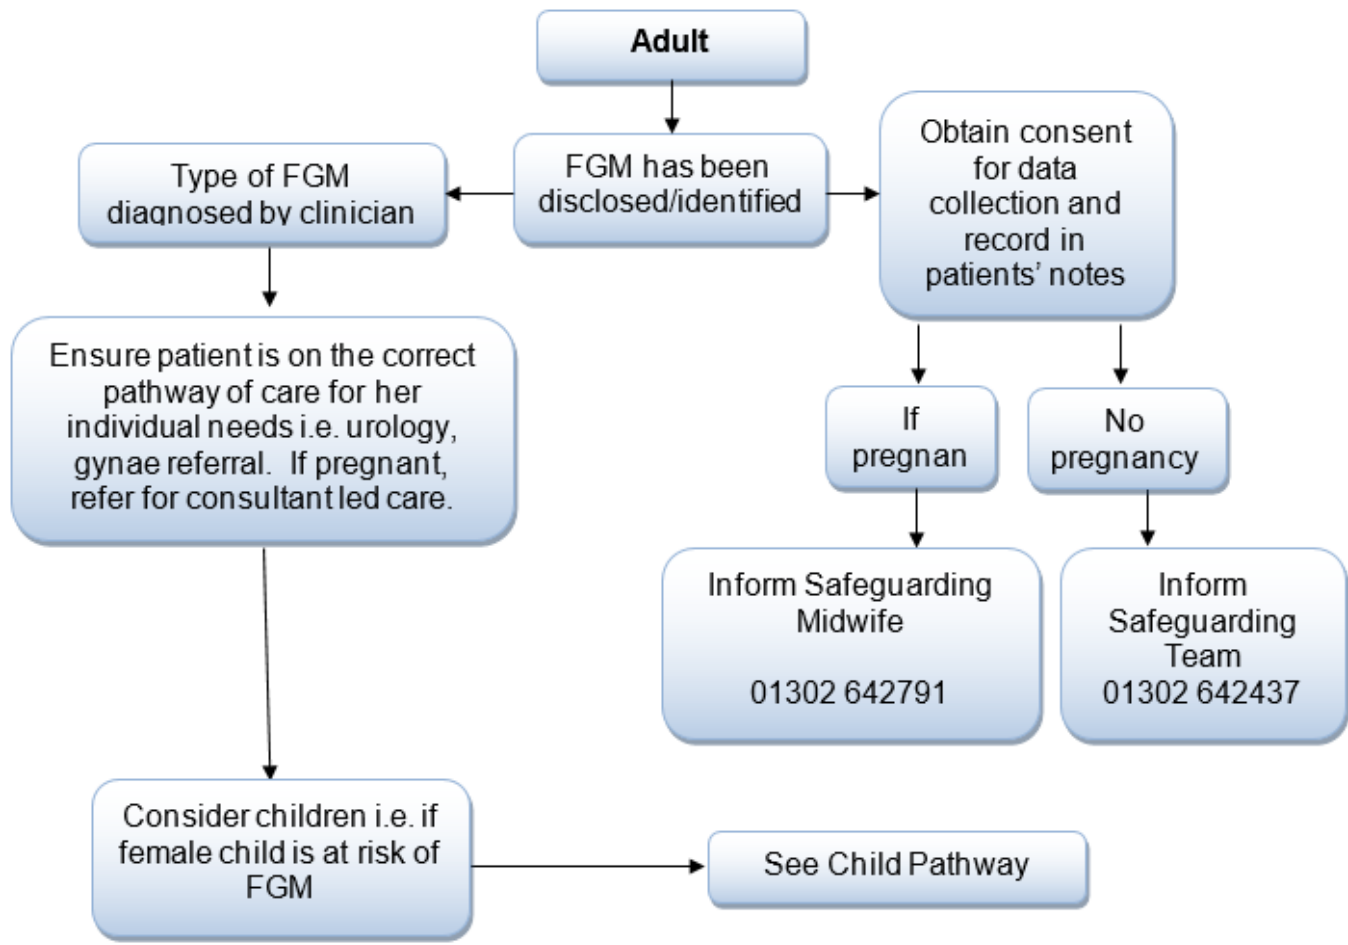 Adult
FGM has been
disclosed/identified
Type of FGM
diagnosed by clinician
Obtain consent
for data
collection and
record in
patients’ notes
Ensure patient is on the correct
pathway of care for her
individual needs i.e. urology,
gynae referral.  If pregnant,
refer for consultant led care.
If
pregnan
No
pregnancy
Inform Safeguarding
Midwife
01302 642791
Inform
Safeguarding
Team
01302 642437
Consider children i.e. if
female child is at risk of
FGM
See Child Pathway